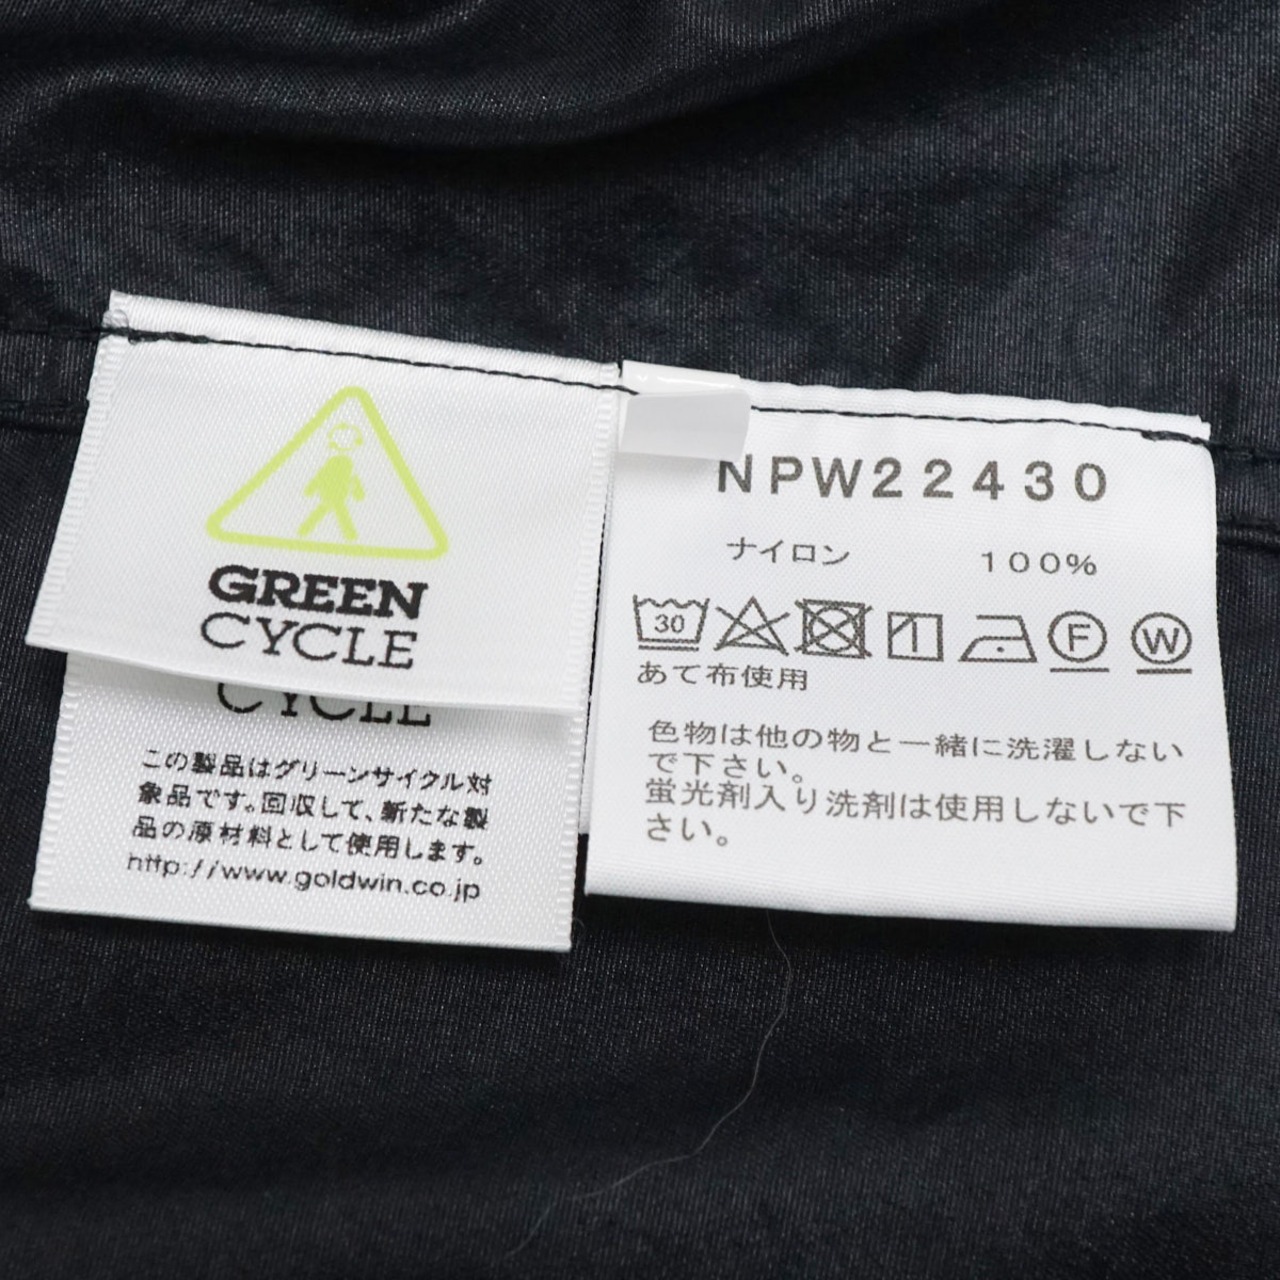 GREEN
CYCLE
CYCLE
この製品はグリーンサイクル対
象品です。回収して、新たな製
品の原材料として使用します。
http://www.goldwin.co.jp
NPW22430
ナイロン 100%
30 F W
あて布使用
色物は他の物と一緒に洗濯しない
で下さい。
蛍光剤入り洗剤は使用しないで下
さい。